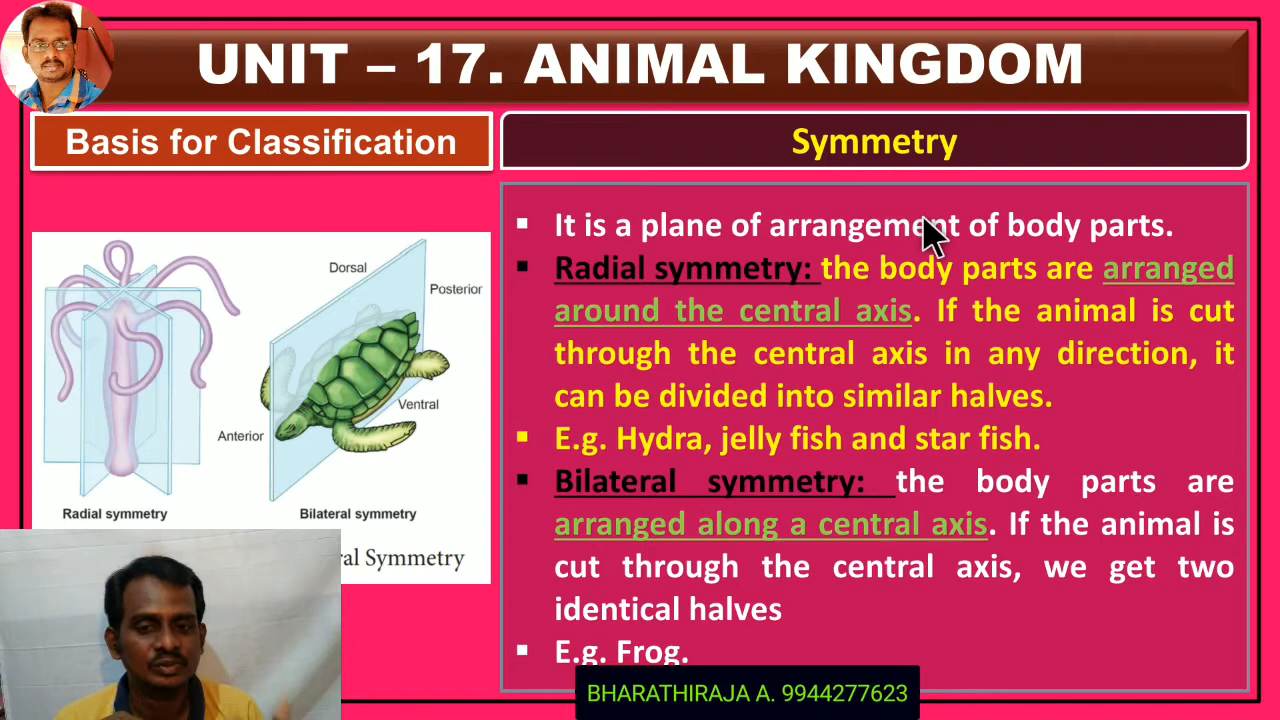 UNIT – 17. ANIMAL KINGDOM
Basis for Classification
Symmetry
Dorsal
Posterior
Ventral
Anterior
Radial symmetry
Bilateral symmetry
Symmetry
▪ It is a plane of arrangement of body parts.
▪ Radial symmetry: the body parts are arranged
around the central axis. If the animal is cut
through the central axis in any direction, it
can be divided into similar halves.
▪ E.g. Hydra, jelly fish and star fish.
▪ Bilateral symmetry: the body parts are
arranged along a central axis. If the animal is
cut through the central axis, we get two
identical halves
▪ E.g. Frog.
BHARATHIRAJA A. 9944277623